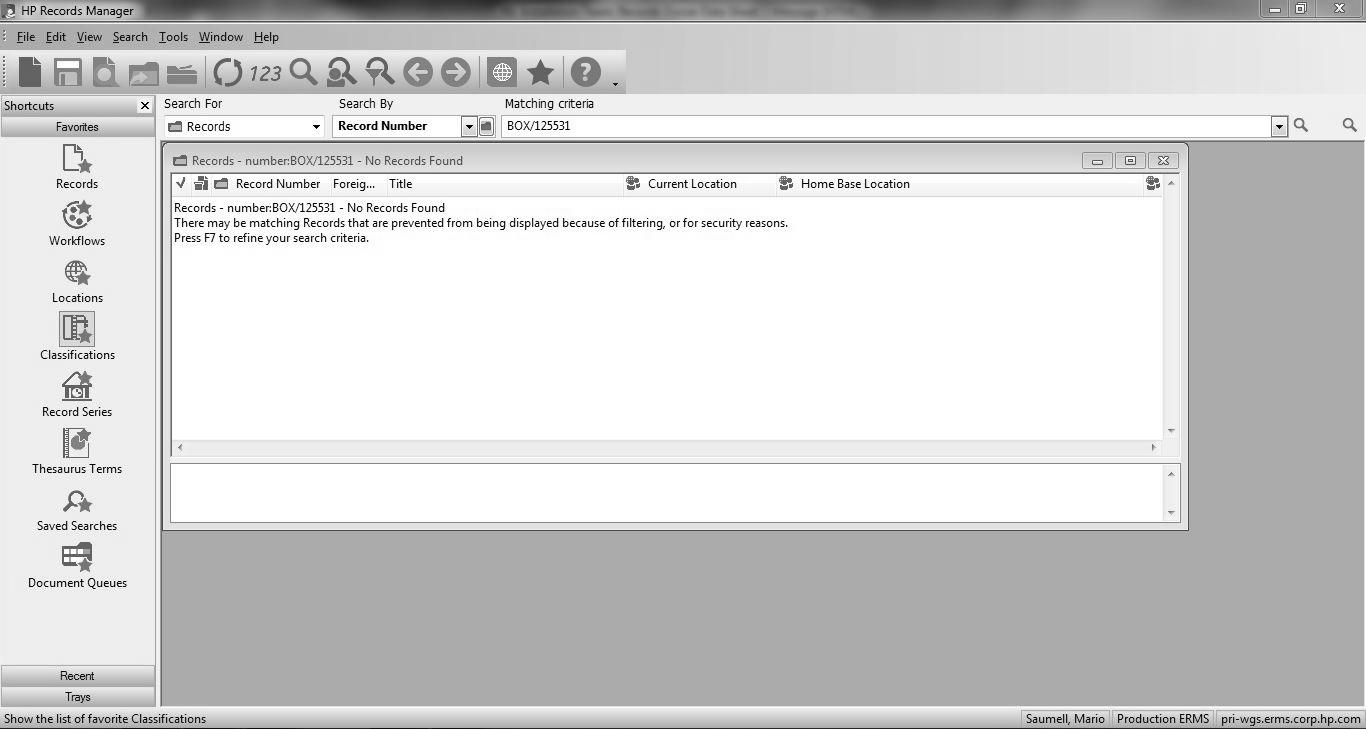 HP Records Manager
File Edit View Search Tools Window Help
123
Shortcuts
Favorites
Records
Workflows
Locations
Classifications
Record Series
Thesaurus Terms
Saved Searches
Document Queues
Recent
Trays
Search For Search By Matching criteria
Records Record Number BOX/125531
Records - number:BOX/125531 - No Records Found
Record Number Foreig... Title Current Location Home Base Location
Records - number:BOX/125531 - No Records Found
There may be matching Records that are prevented from being displayed because of filtering, or for security reasons.
Press F7 to refine your search criteria.
Show the list of favorite Classifications Saumell, Mario Production ERMS pri-wgs.erms.corp.hp.com